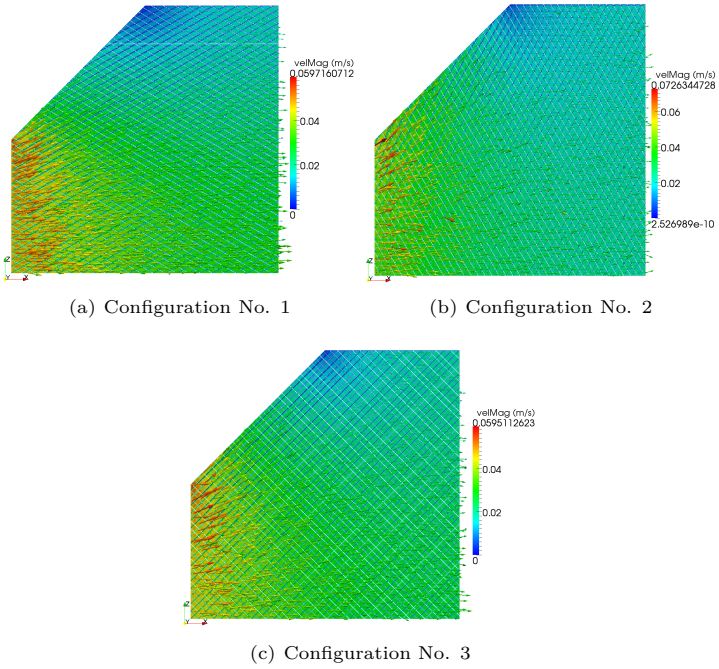 velMag (m/s)
0.0597160712
0.04
0.02
0
Z
Y X
(a) Configuration No. 1
velMag (m/s)
0.0726344728
0.06
0.04
0.02
2.526989e-10
Z
Y X
(b) Configuration No. 2
velMag (m/s)
0.0595112623
0.04
0.02
0
Z
Y X
(c) Configuration No. 3